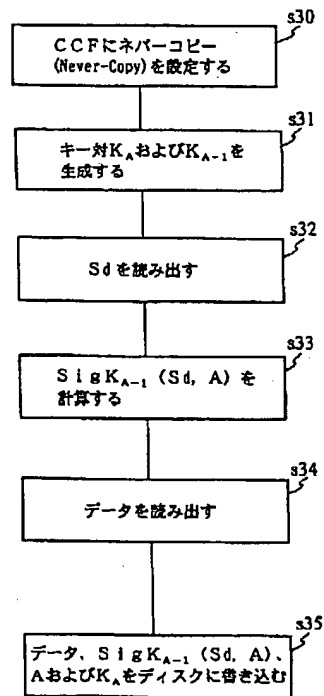 s30
CCFにネバーコピー
(Never-Copy)を設定する
s31
キー対KAおよびKA-1を
生成する
s32
Sdを読み出す
s33
SigKA-1 (Sd, A) を
計算する
s34
データを読み出す
s35
データ、SigKA-1 (Sd, A)、
AおよびKAをディスクに書き込む